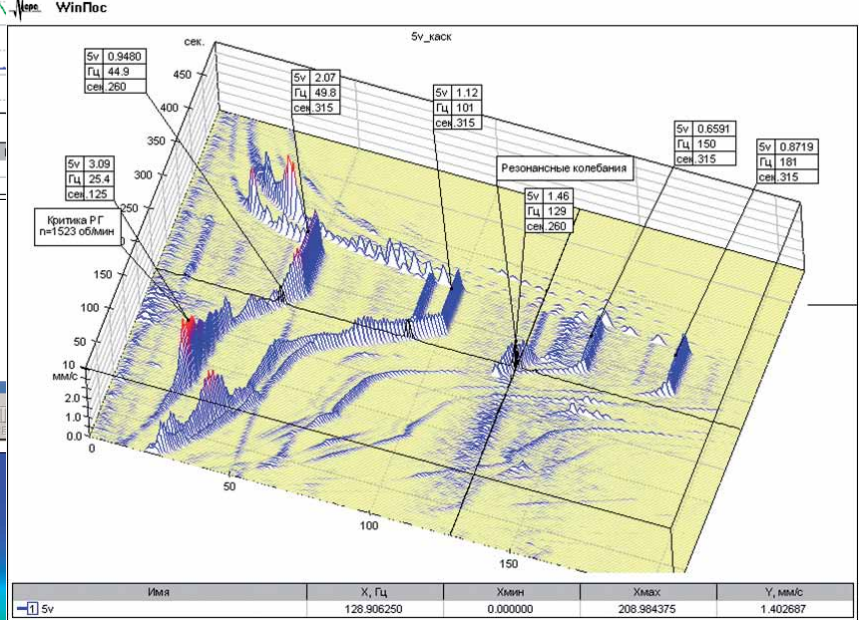 мера WinПос
5v_каск
сек.
450
400
350
300
250
150
100
50
10
мм/с
2.0
1.0
0.0
0
50
100
150
5v 0.9480
Гц 44.9
сек. 260
5v 2.07
Гц 49.8
сек. 315
5v 1.12
Гц 101
сек. 315
5v 0.6591
Гц 150
сек. 315
5v 0.8719
Гц 181
сек. 315
5v 3.09
Гц 25.4
сек. 125
Резонансные колебания
5v 1.46
Гц 129
сек. 260
Критика РГ
n=1523 об/мин
Имя X, Гц Xмин Xмах Y, мм/с
1 5v 128.906250 0.000000 208.984375 1.402687